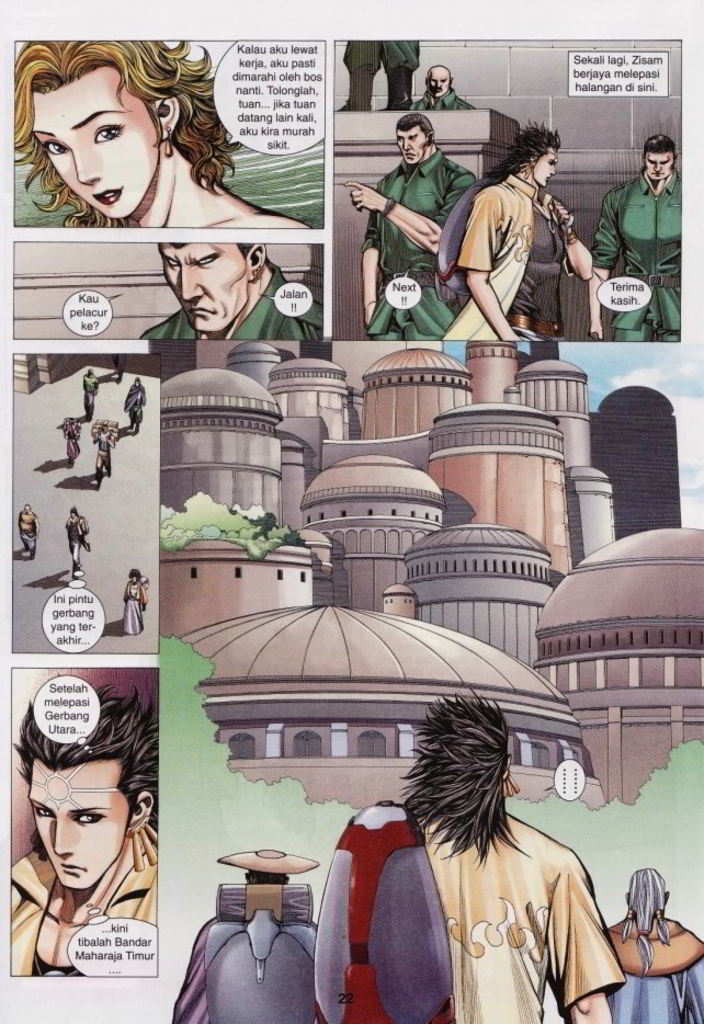 Kalau aku lewat
kerja, aku pasti
dimarahi oleh bos
nanti. Tolonglah,
tuan... jika tuan
datang lain kali,
aku kira murah
sikit.
Sekali lagi, Zisam
berjaya melepasi
halangan di sini.
Next
!!
Terima
kasih.
Kau
pelacur
ke?
Jalan
!!
Ini pintu
gerbang
yang ter-
akhir...
Setelah
melepasi
Gerbang
Utara...
...kini
tibalah Bandar
Maharaja Timur
....
22